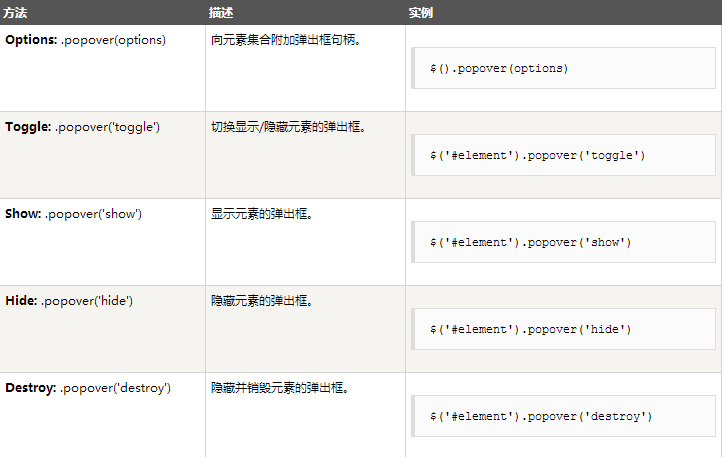 方法 描述 实例
Options: .popover(options) 向元素集合附加弹出框句柄。
$().popover(options)
Toggle: .popover('toggle') 切换显示/隐藏元素的弹出框。
$('#element').popover('toggle')
Show: .popover('show') 显示元素的弹出框。
$('#element').popover('show')
Hide: .popover('hide') 隐藏元素的弹出框。
$('#element').popover('hide')
Destroy: .popover('destroy') 隐藏并销毁元素的弹出框。
$('#element').popover('destroy')